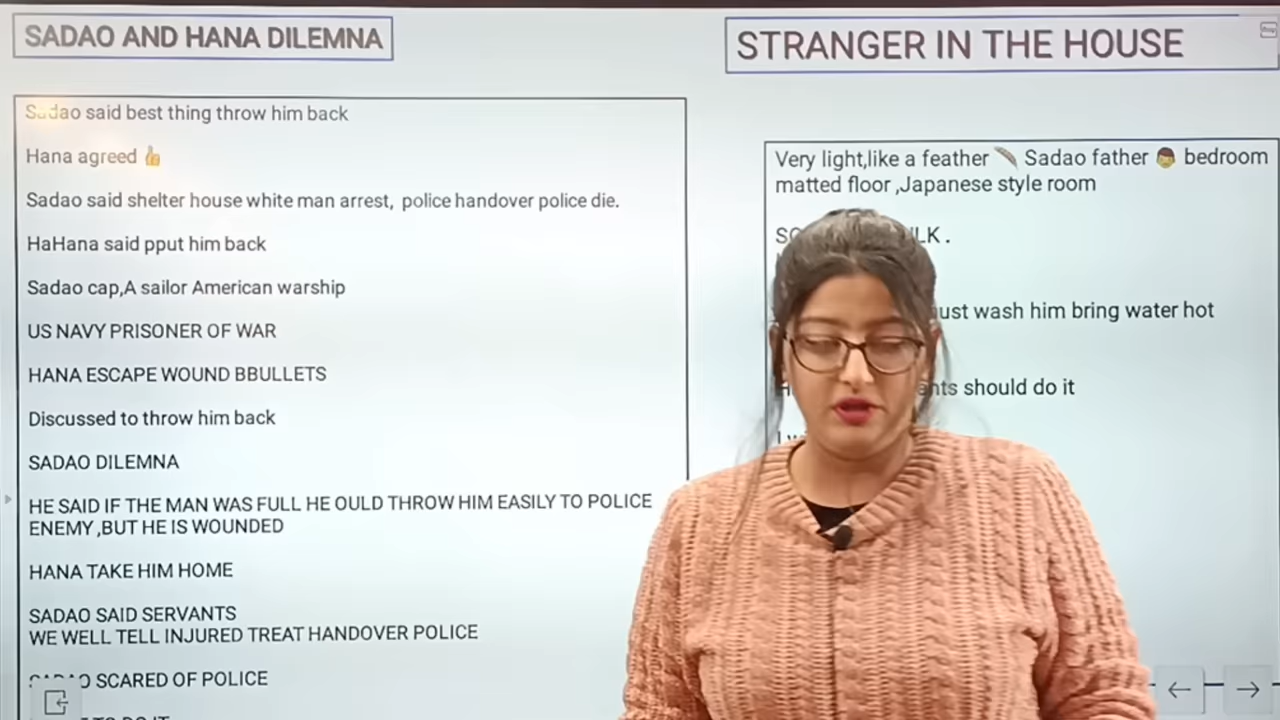 SADAO AND HANA DILEMNA
Sadao said best thing throw him back
Hana agreed 👍
Sadao said shelter house white man arrest, police handover police die.
HaHana said pput him back
Sadao cap,A sailor American warship
US NAVY PRISONER OF WAR
HANA ESCAPE WOUND BBULLETS
Discussed to throw him back
SADAO DILEMNA
HE SAID IF THE MAN WAS FULL HE OULD THROW HIM EASILY TO POLICE
ENEMY ,BUT HE IS WOUNDED
HANA TAKE HIM HOME
SADAO SAID SERVANTS
WE WELL TELL INJURED TREAT HANDOVER POLICE
SCARED OF POLICE
STRANGER IN THE HOUSE
Very light,like a feather 🪶 Sadao father 👨 bedroom
matted floor ,Japanese style room
wash him bring water hot
should do it